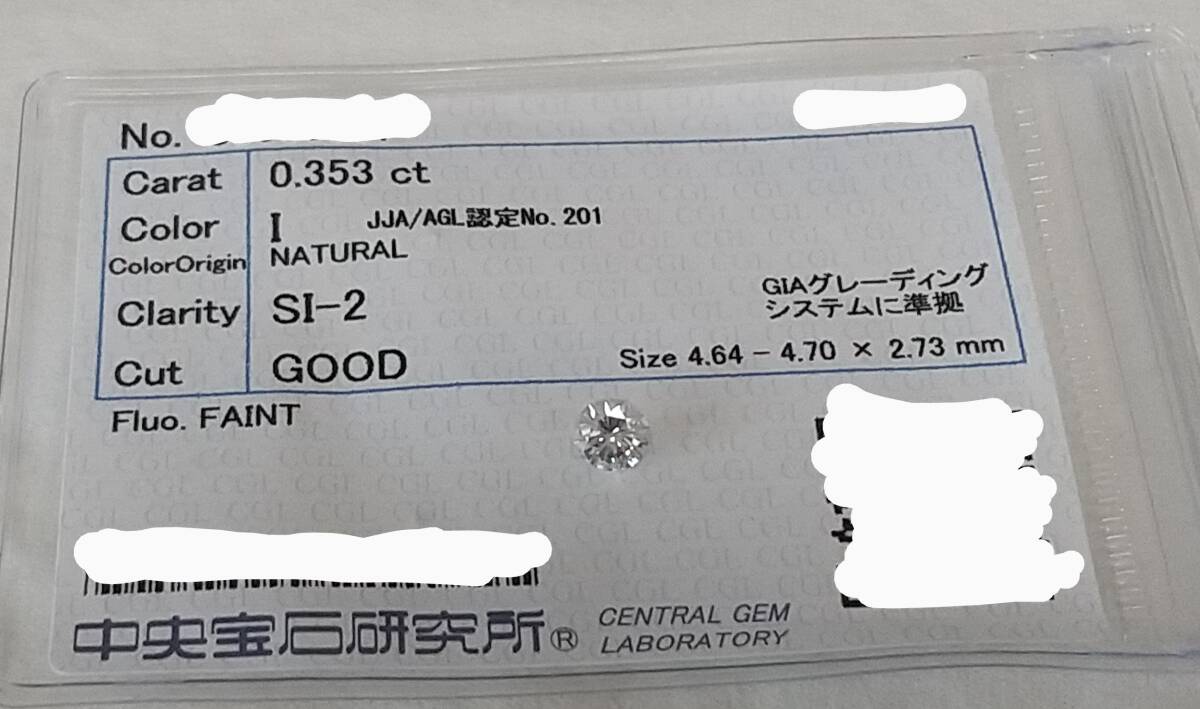 No.
Carat 0.353 ct
Color I JJA/AGL認定No.201
ColorOrigin NATURAL
Clarity SI-2
GIAグレーディング
システムに準拠
Cut GOOD Size 4.64 - 4.70 × 2.73 mm
Fluo. FAINT
中央宝石研究所® CENTRAL GEM
LABORATORY